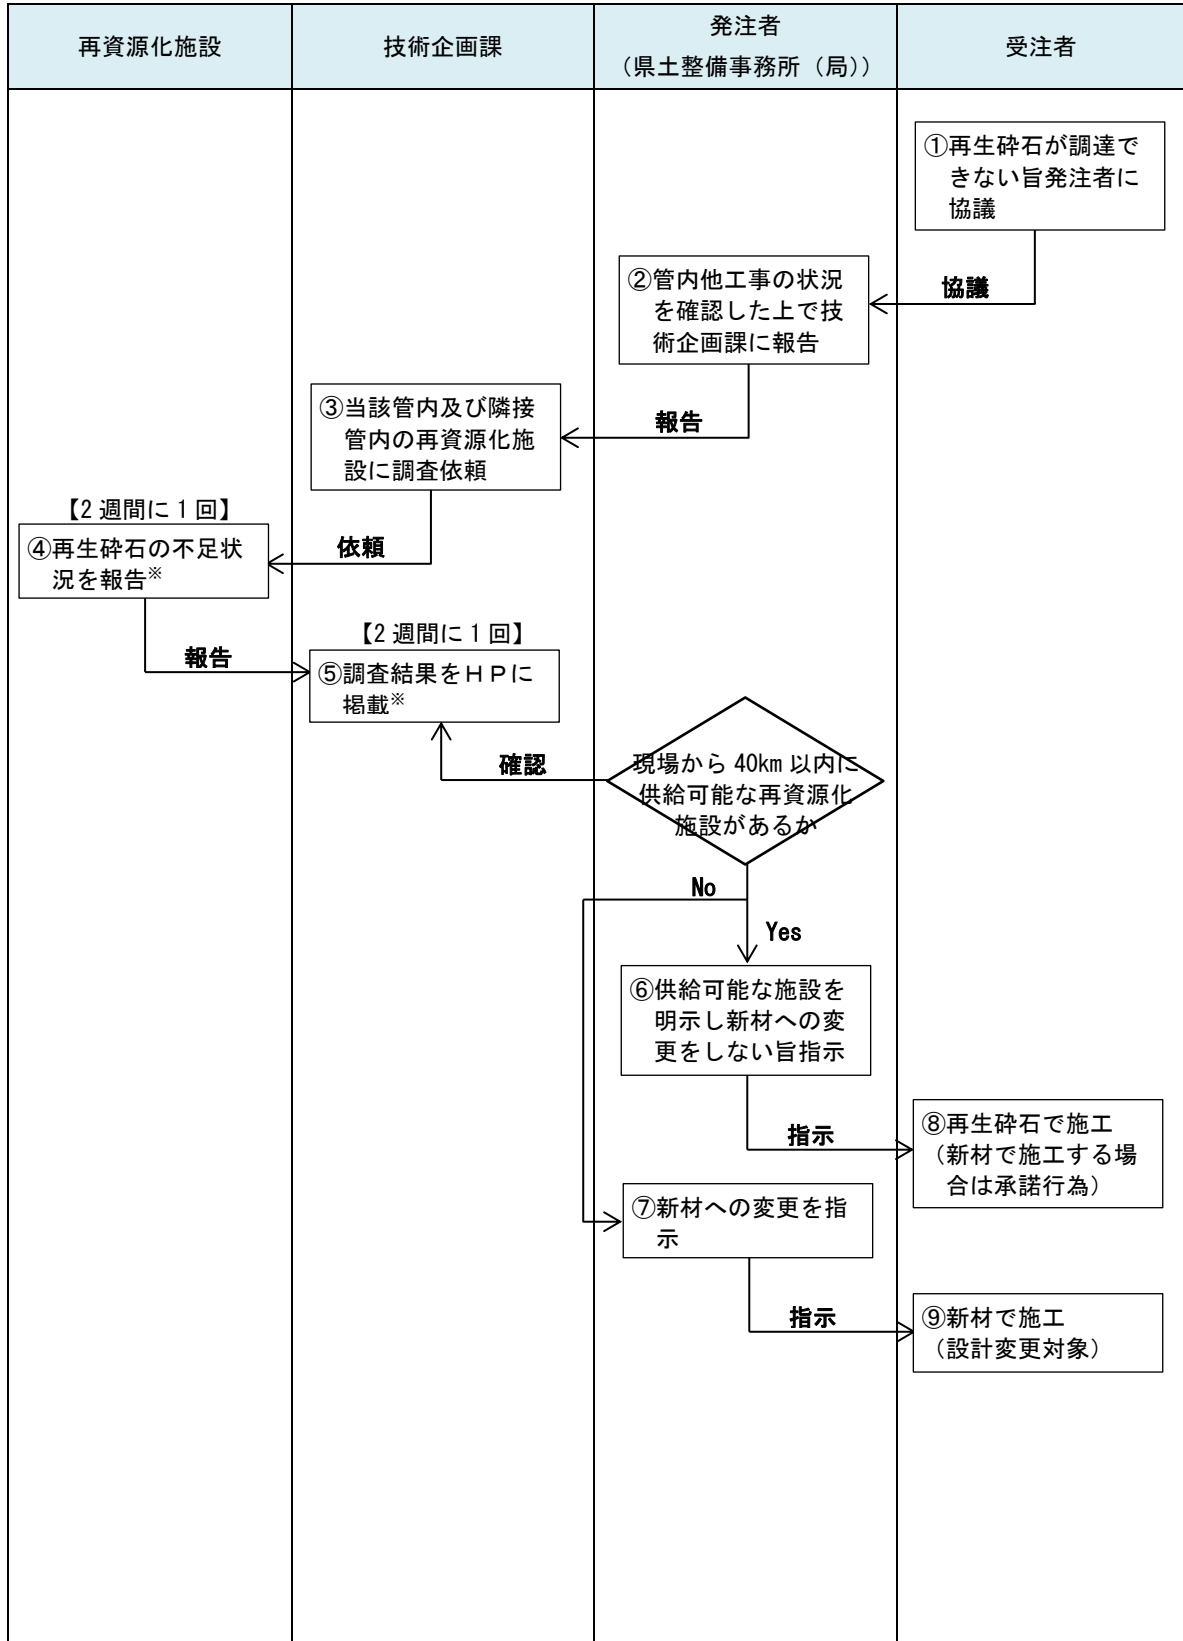 再資源化施設
技術企画課
発注者
（県土整備事務所（局））
受注者
①再生砕石が調達で
きない旨発注者に
協議
協議
②管内他工事の状況
を確認した上で技
術企画課に報告
報告
③当該管内及び隣接
管内の再資源化施
設に調査依頼
依頼
【2週間に1回】
④再生砕石の不足状
況を報告※
報告
【2週間に1回】
⑤調査結果をＨＰに
掲載※
確認
現場から 40km 以内に
供給可能な再資源化
施設があるか
No
Yes
⑥供給可能な施設を
明示し新材への変
更をしない旨指示
指示
⑧再生砕石で施工
（新材で施工する場
合は承諾行為）
⑦新材への変更を指
示
指示
⑨新材で施工
（設計変更対象）